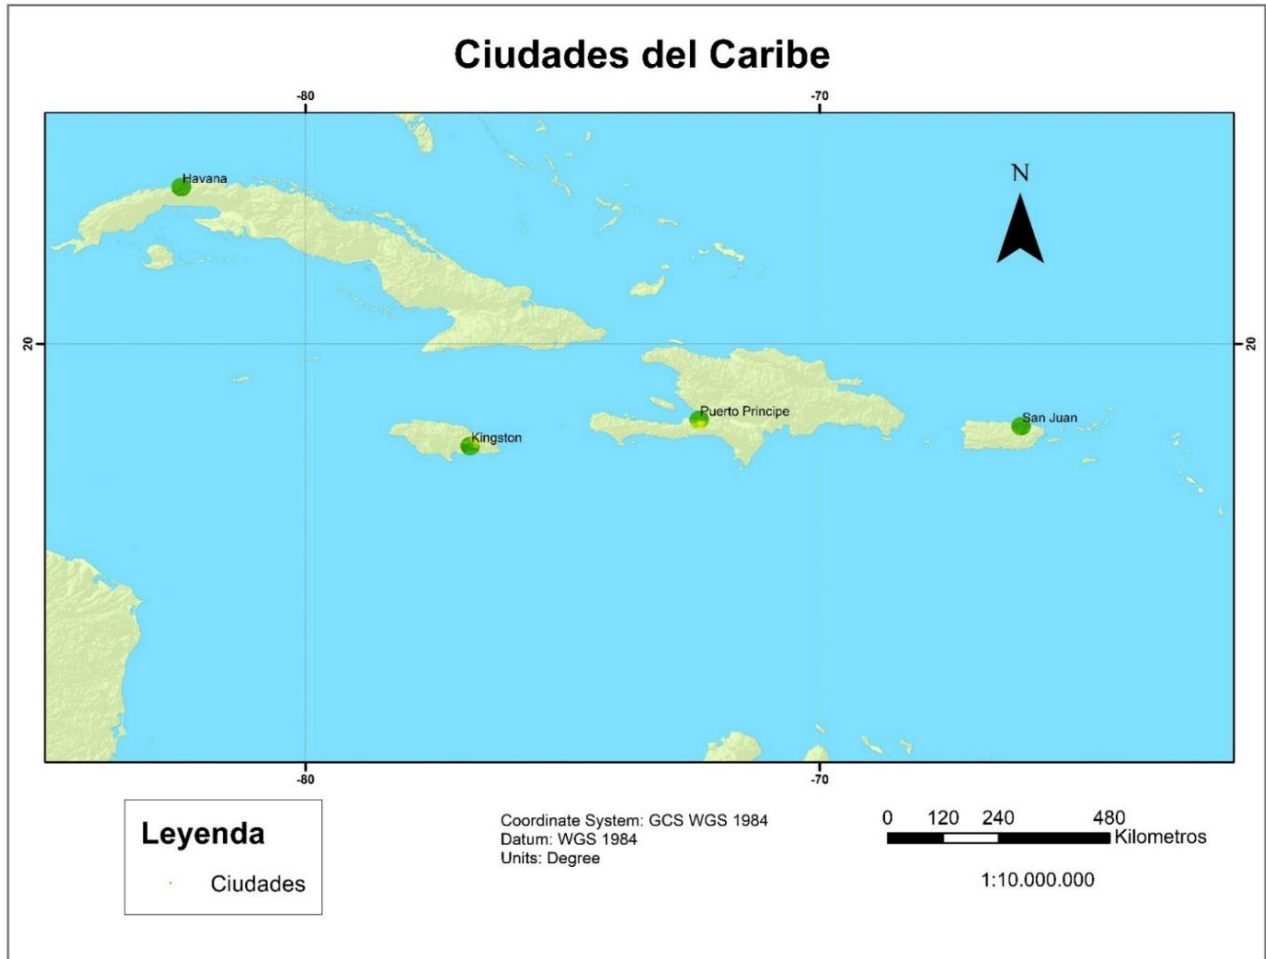 Ciudades del Caribe
-80 -70
Havana
N
20 20
Puerto Principe
San Juan
Kingston
-80 -70
Leyenda
Ciudades
Coordinate System: GCS WGS 1984
Datum: WGS 1984
Units: Degree
0 120 240 480
Kilometros
1:10.000.000